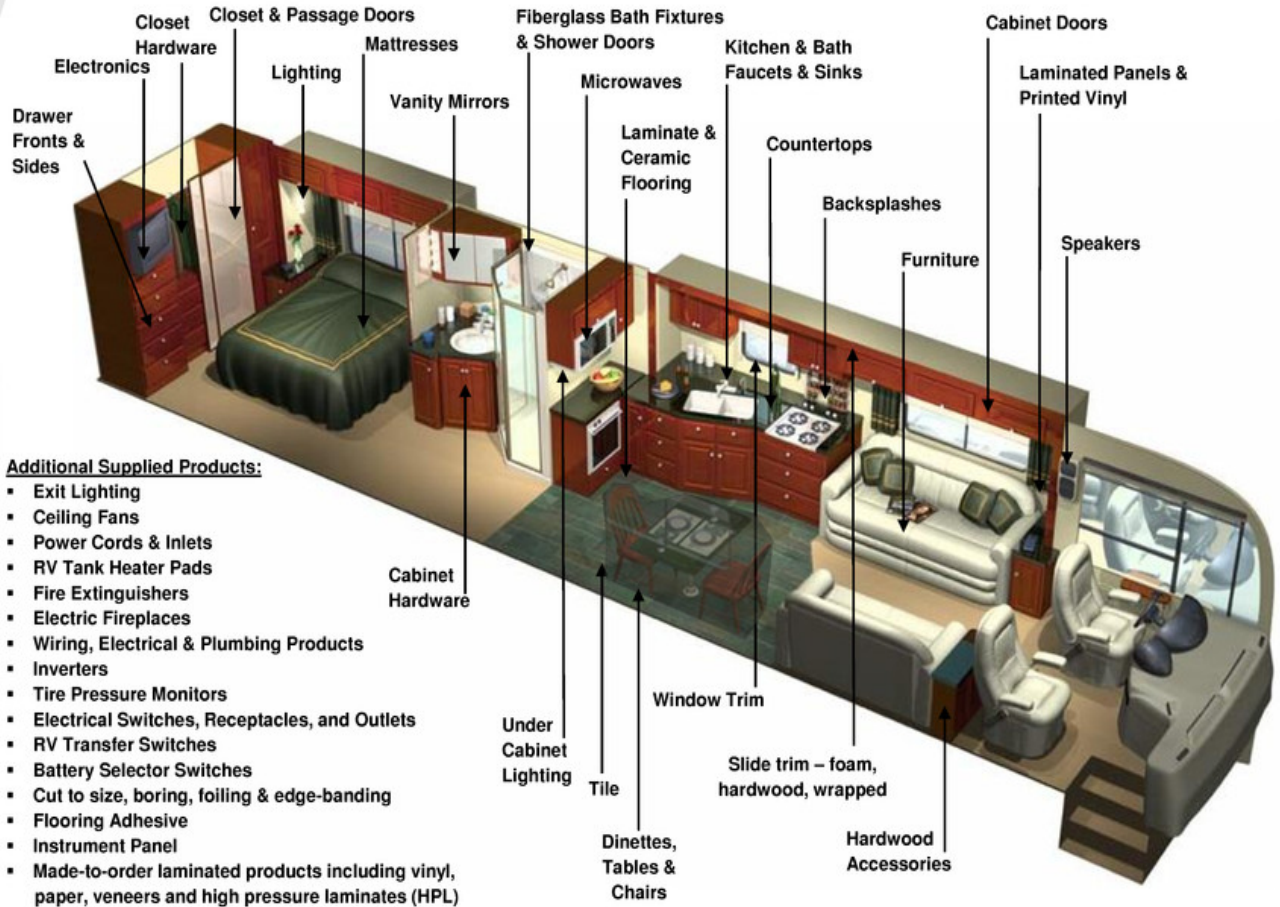 Closet
Hardware
Closet & Passage Doors
Electronics
Drawer
Fronts &
Sides
Lighting
Mattresses
Vanity Mirrors
Fiberglass Bath Fixtures
& Shower Doors
Microwaves
Laminate &
Ceramic
Flooring
Kitchen & Bath
Faucets & Sinks
Countertops
Backsplashes
Furniture
Cabinet Doors
Laminated Panels &
Printed Vinyl
Speakers
Cabinet
Hardware
Under
Cabinet
Lighting
Tile
Dinettes,
Tables &
Chairs
Window Trim
Slide trim – foam,
hardwood, wrapped
Hardwood
Accessories
Additional Supplied Products:
▪ Exit Lighting
▪ Ceiling Fans
▪ Power Cords & Inlets
▪ RV Tank Heater Pads
▪ Fire Extinguishers
▪ Electric Fireplaces
▪ Wiring, Electrical & Plumbing Products
▪ Inverters
▪ Tire Pressure Monitors
▪ Electrical Switches, Receptacles, and Outlets
▪ RV Transfer Switches
▪ Battery Selector Switches
▪ Cut to size, boring, foiling & edge-banding
▪ Flooring Adhesive
▪ Instrument Panel
▪ Made-to-order laminated products including vinyl,
paper, veneers and high pressure laminates (HPL)